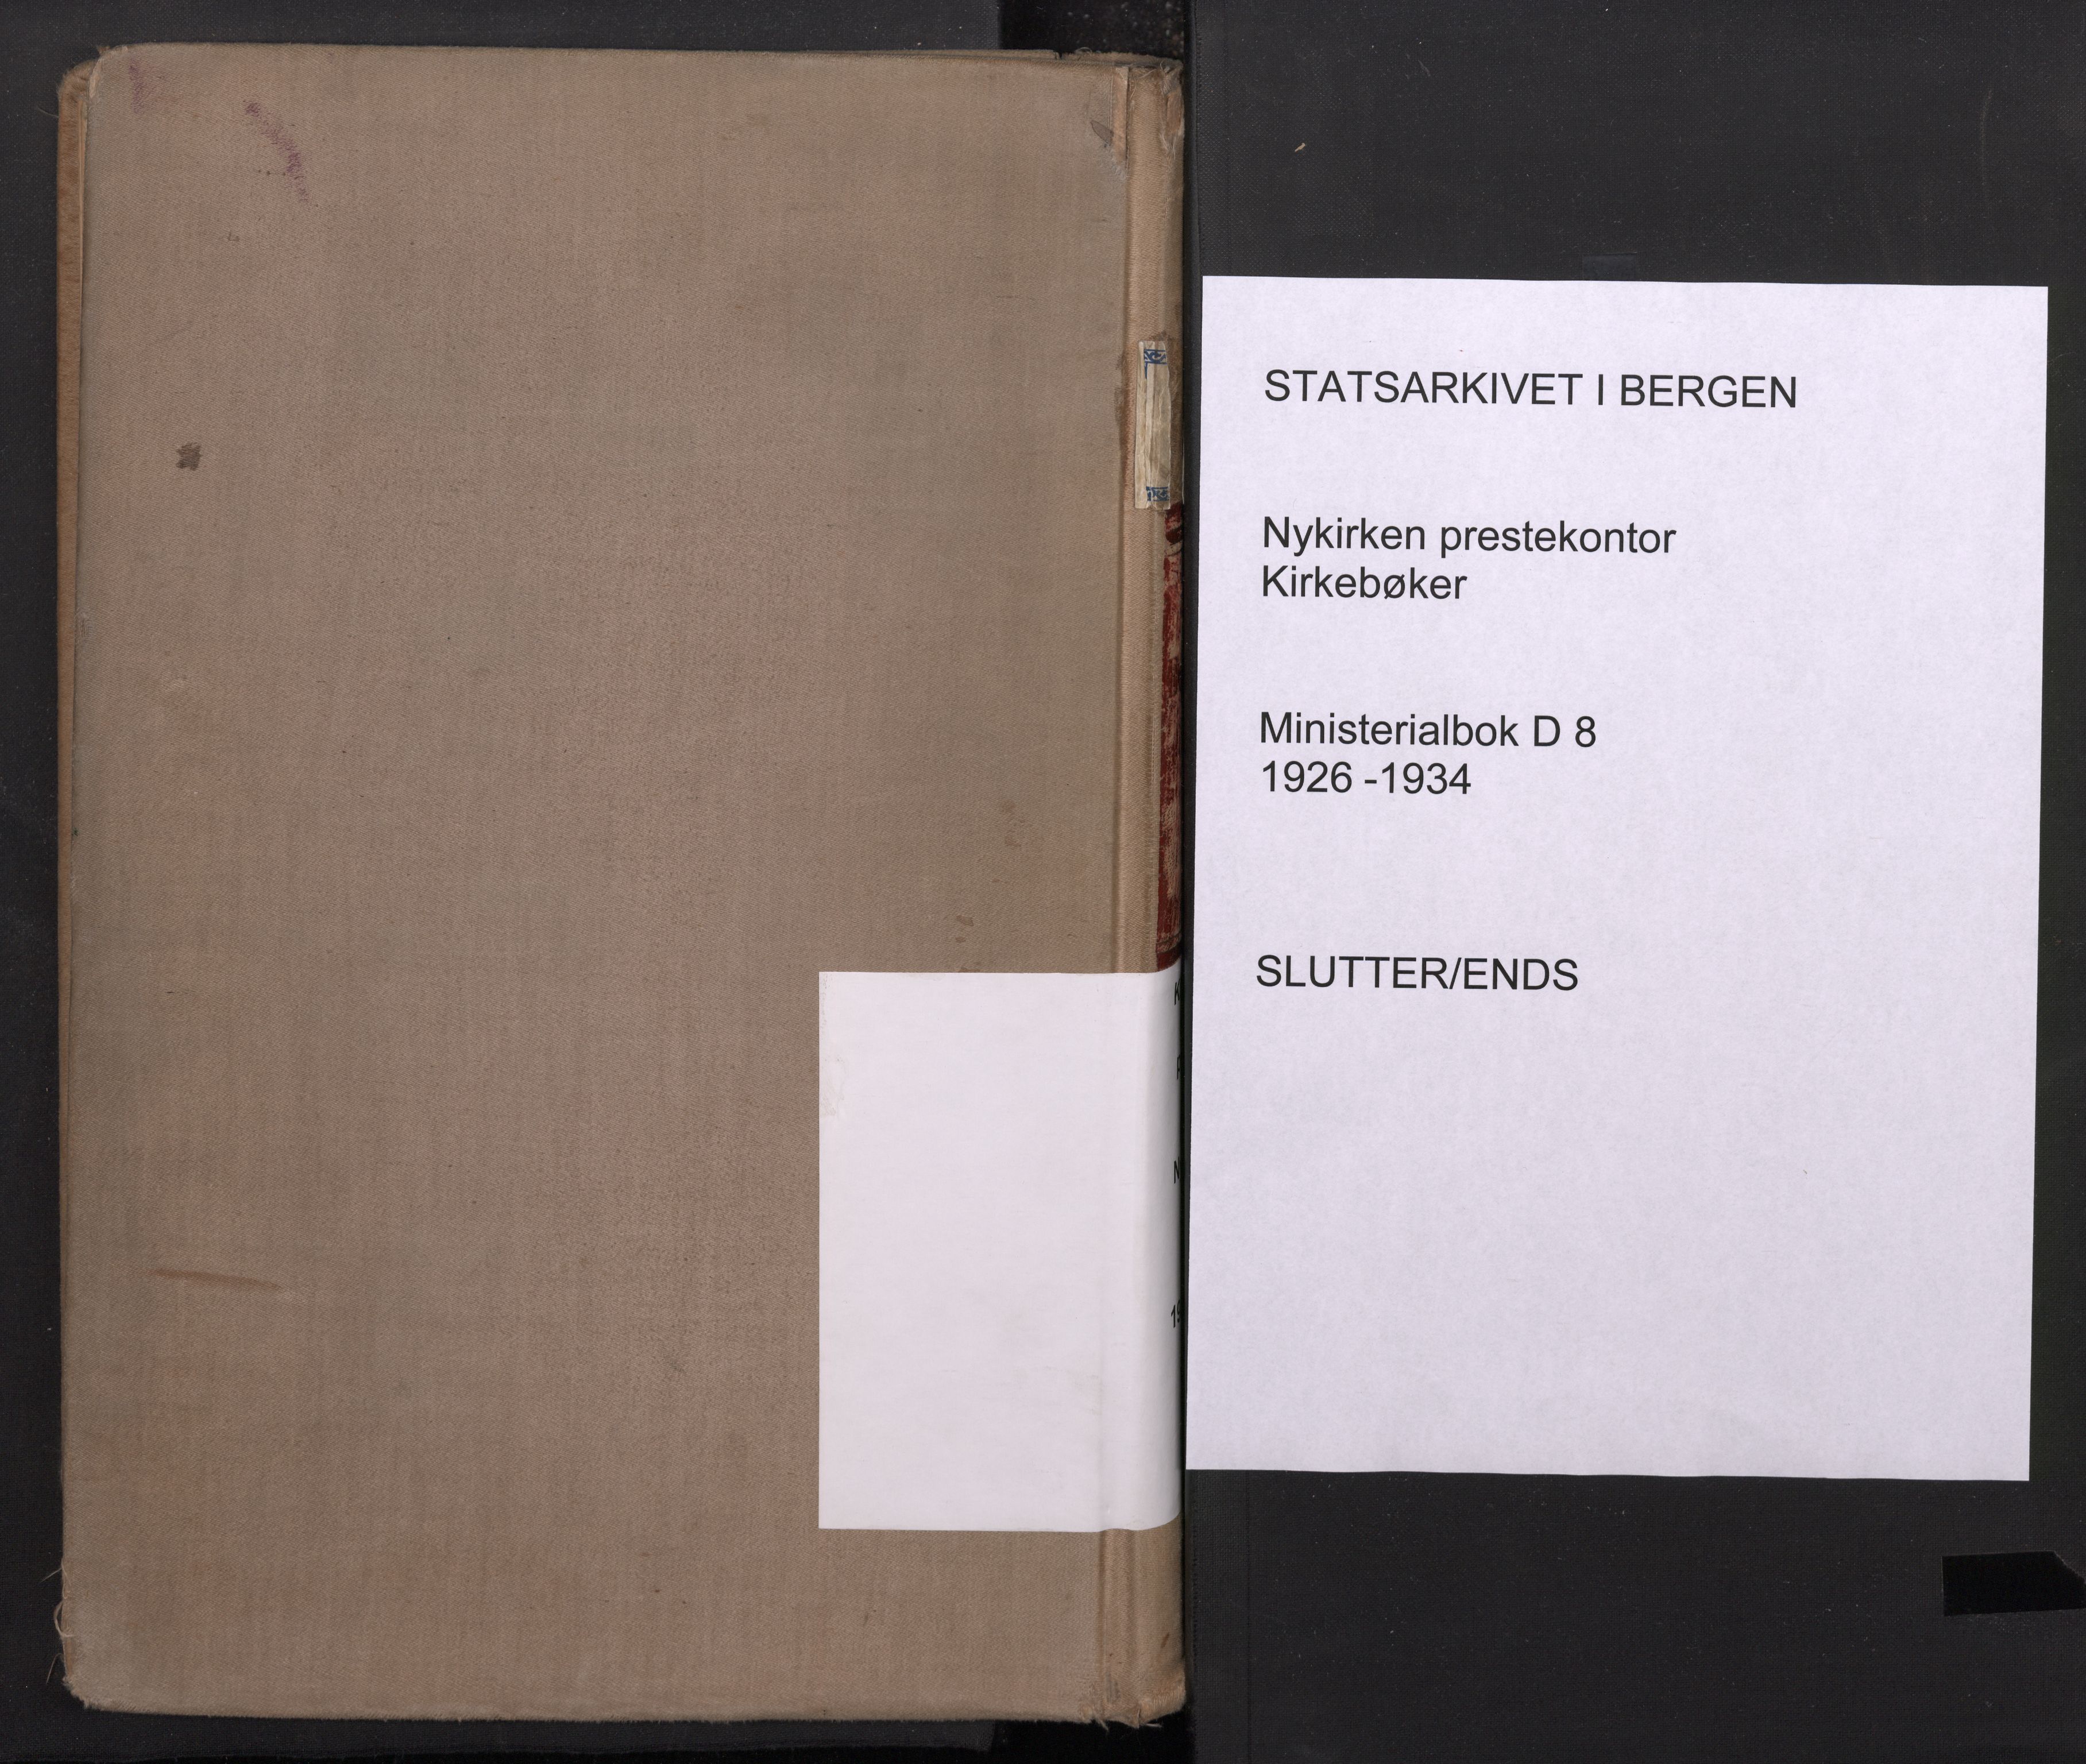 STATSARKIVET I BERGEN
Nykirken prestekontor
Kirkebøker
Ministerialbok D 8
1926 -1934
SLUTTER/ENDS